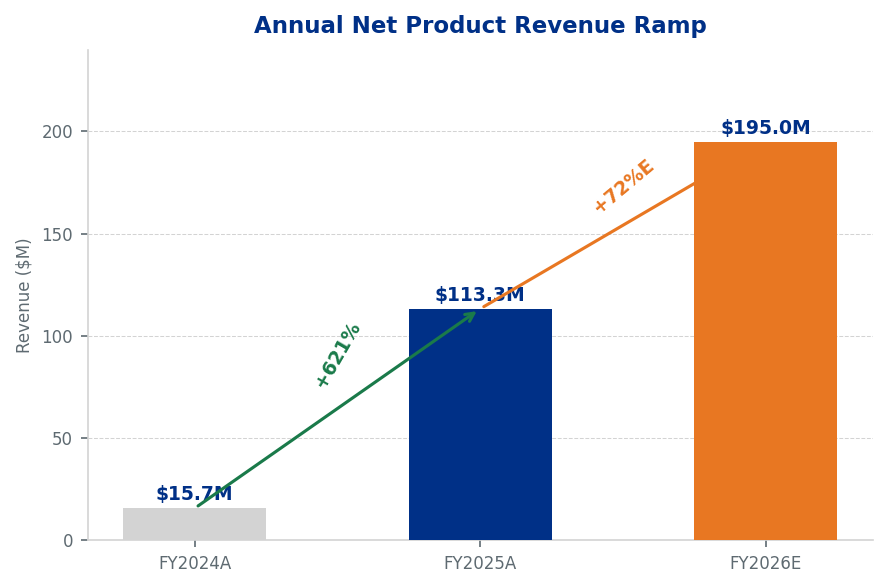 Annual Net Product Revenue Ramp
Revenue ($M)
200
150
100
50
0
$15.7M
+621%
$113.3M
+72%E
$195.0M
FY2024A
FY2025A
FY2026E